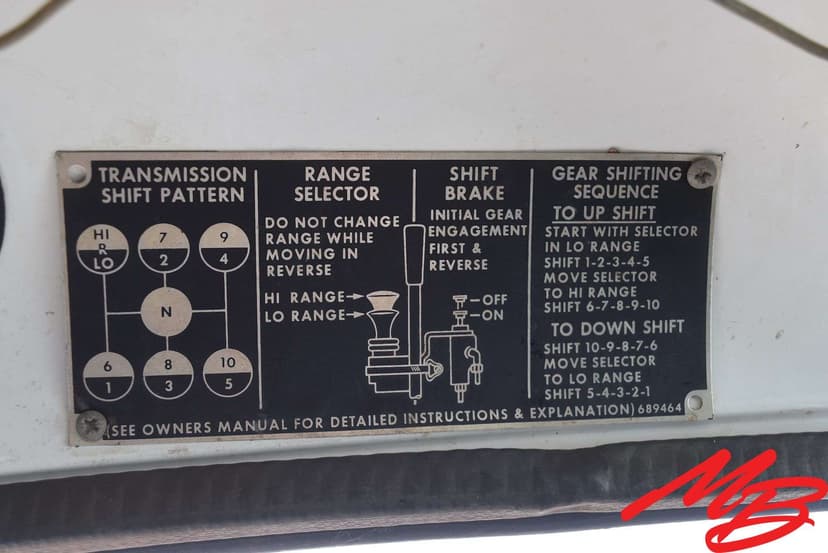 TRANSMISSION
SHIFT PATTERN
HI
R
LO
7
2
9
4
N
6
1
8
3
10
5
RANGE
SELECTOR
DO NOT CHANGE
RANGE WHILE
MOVING IN
REVERSE
HI RANGE
LO RANGE
SHIFT
BRAKE
INITIAL GEAR
ENGAGEMENT
FIRST &
REVERSE
OFF
ON
GEAR SHIFTING
SEQUENCE
TO UP SHIFT
START WITH SELECTOR
IN LO RANGE
SHIFT 1-2-3-4-5
MOVE SELECTOR
TO HI RANGE
SHIFT 6-7-8-9-10
TO DOWN SHIFT
SHIFT 10-9-8-7-6
MOVE SELECTOR
TO LO RANGE
SHIFT 5-4-3-2-1
(SEE OWNERS MANUAL FOR DETAILED INSTRUCTIONS & EXPLANATION) 689464
MB